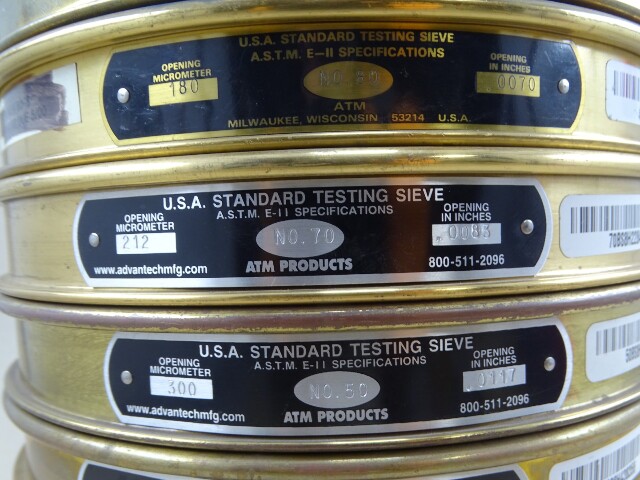 U.S.A. STANDARD TESTING SIEVE
A.S.T.M. E-II SPECIFICATIONS
OPENING
MICROMETER
180
NO. 80
OPENING
IN INCHES
.0070
ATM
MILWAUKEE, WISCONSIN 53214 U.S.A.
U.S.A. STANDARD TESTING SIEVE
A.S.T.M. E-II SPECIFICATIONS
OPENING
MICROMETER
212
NO. 70
OPENING
IN INCHES
.0083
www.advantechmfg.com
ATM PRODUCTS
800-511-2096
U.S.A. STANDARD TESTING SIEVE
A.S.T.M. E-II SPECIFICATIONS
OPENING
MICROMETER
300
NO. 50
OPENING
IN INCHES
.0117
www.advantechmfg.com
ATM PRODUCTS
800-511-2096